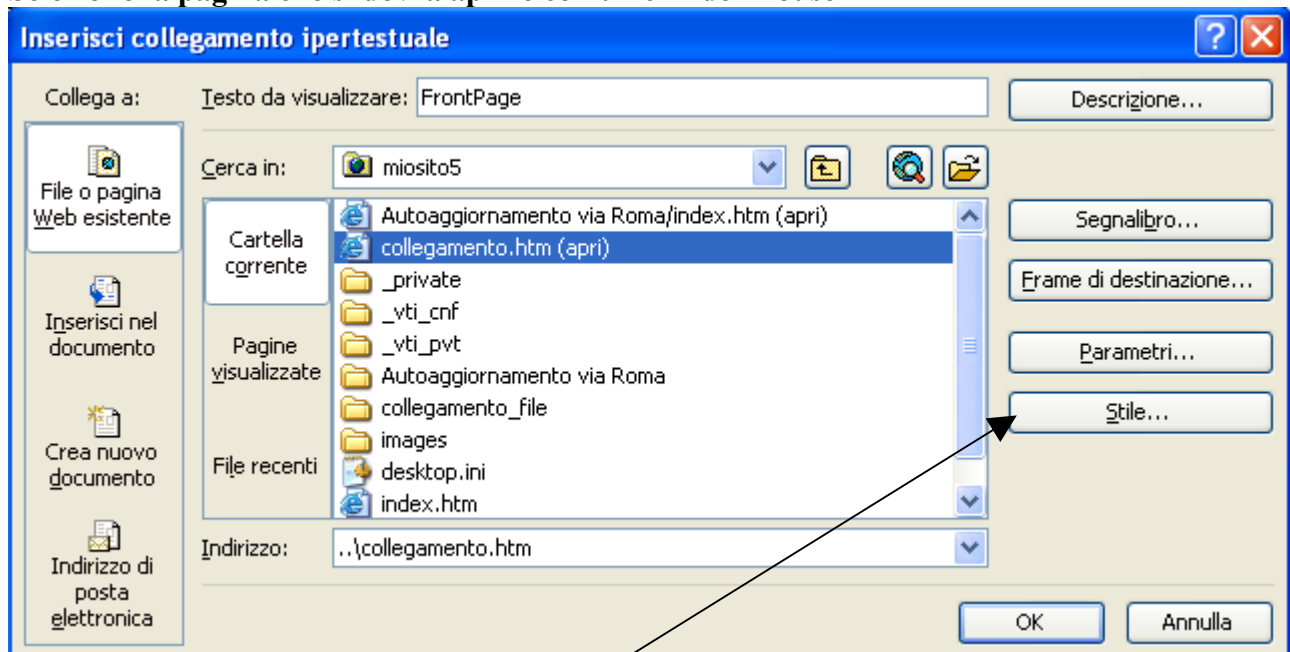 Inserisci collegamento ipertestuale
Collega a:
Testo da visualizzare: FrontPage
Descrizione...
File o pagina
Web esistente
Cerca in:
miosito5
Cartella
corrente
Autoaggiornamento via Roma/index.htm (apri)
collegamento.htm (apri)
_private
_vti_cnf
_vti_pvt
Autoaggiornamento via Roma
collegamento_file
images
desktop.ini
index.htm
Segnalibro...
Frame di destinazione...
Parametri...
Stile...
Inserisci nel
documento
Pagine
visualizzate
Crea nuovo
documento
File recenti
Indirizzo:
..\collegamento.htm
Indirizzo di
posta
elettronica
OK
Annulla